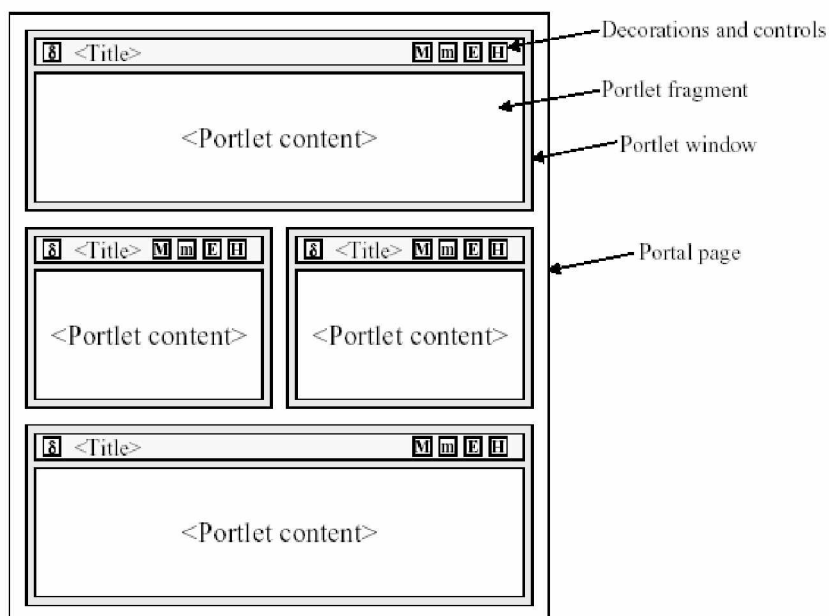 δ <Title> M m E H
Decorations and controls
Portlet fragment
<Portlet content>
Portlet window
δ <Title> M m E H
δ <Title> M m E H
Portal page
<Portlet content>
<Portlet content>
δ <Title> M m E H
<Portlet content>